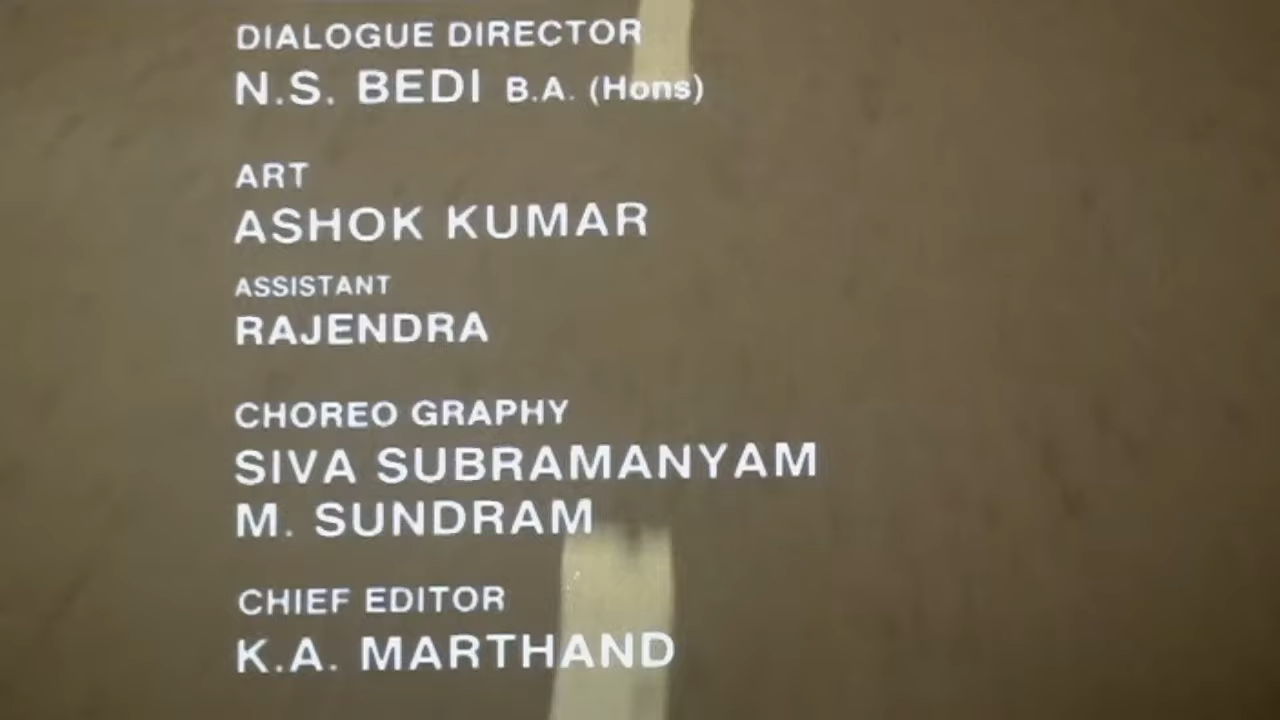 DIALOGUE DIRECTOR
N.S. BEDI B.A. (Hons)
ART
ASHOK KUMAR
ASSISTANT
RAJENDRA
CHOREO GRAPHY
SIVA SUBRAMANYAM
M. SUNDRAM
CHIEF EDITOR
K.A. MARTHAND